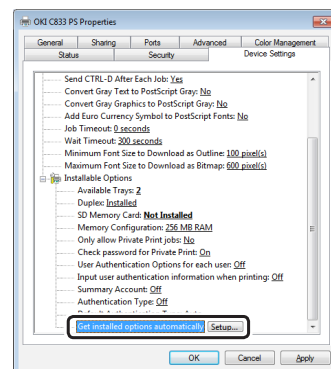 OKI C833 PS Properties
General Sharing Ports Advanced Color Management
Status Security Device Settings
Send CTRL-D After Each Job: Yes
Convert Gray Text to PostScript Gray: No
Convert Gray Graphics to PostScript Gray: No
Add Euro Currency Symbol to PostScript Fonts: No
Job Timeout: 0 seconds
Wait Timeout: 300 seconds
Minimum Font Size to Download as Outline: 100 pixel(s)
Maximum Font Size to Download as Bitmap: 600 pixel(s)
Installable Options
Available Trays: 2
Duplex: Installed
SD Memory Card: Not Installed
Memory Configuration: 256 MB RAM
Only allow Private Print jobs: No
Check password for Private Print: On
User Authentication Options for each user: Off
Input user authentication information when printing: Off
Summary Account: Off
Authentication Type: Off
Get installed options automatically Setup...
OK Cancel Apply